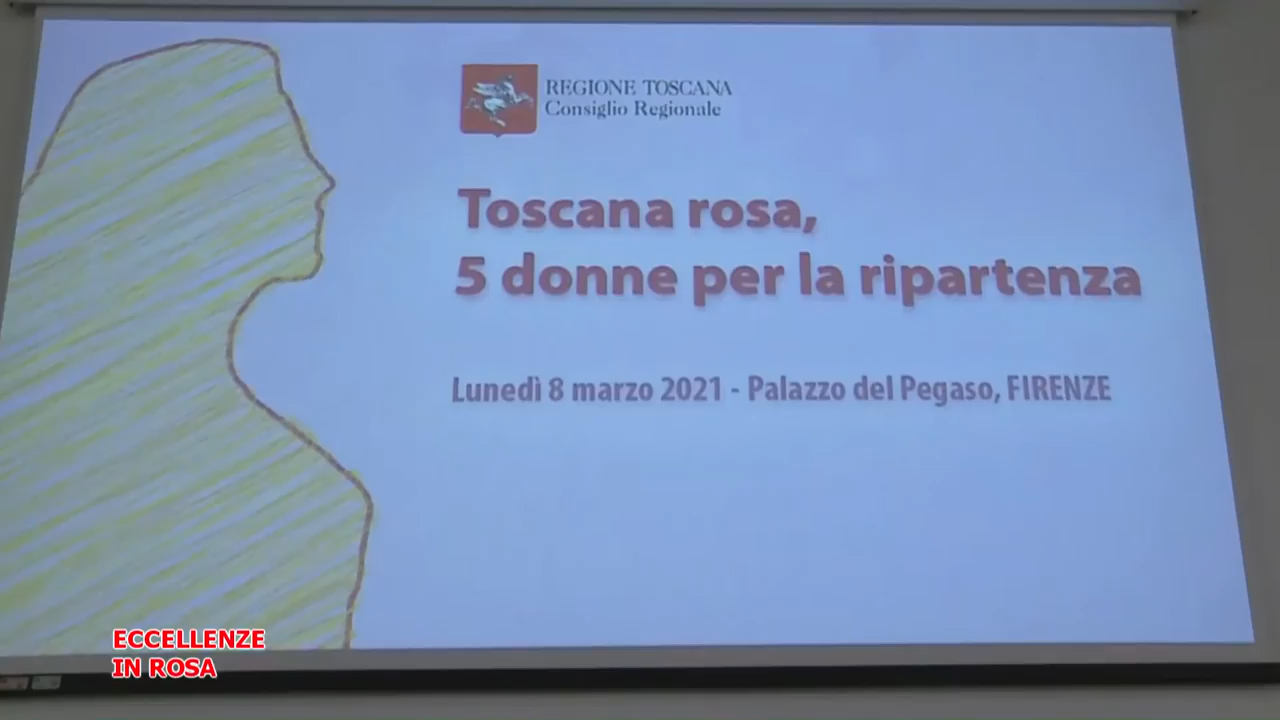 REGIONE TOSCANA
Consiglio Regionale
Toscana rosa,
5 donne per la ripartenza
Lunedì 8 marzo 2021 - Palazzo del Pegaso, FIRENZE
ECCELLENZE
IN ROSA